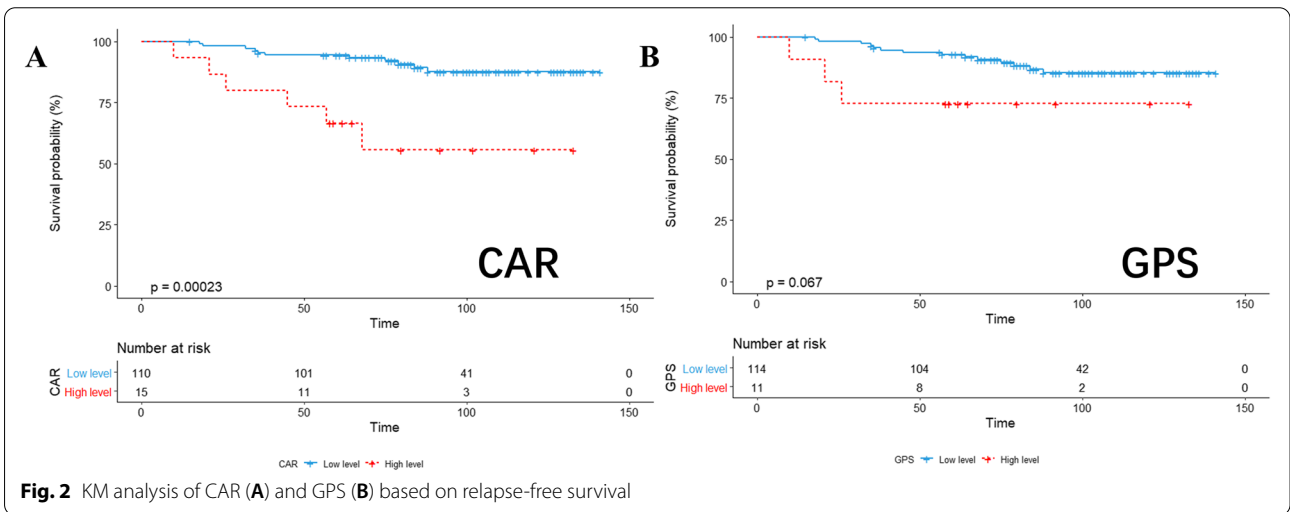 A
Survival probability (%)
100
75
50
25
0
CAR
p = 0.00023
0 50 100 150
Time
Number at risk
CAR
Low level 110 101 41 0
High level 15 11 3 0
0 50 100 150
Time
CAR Low level High level
B
Survival probability (%)
100
75
50
25
0
GPS
p = 0.067
0 50 100 150
Time
Number at risk
GPS
Low level 114 104 42 0
High level 11 8 2 0
0 50 100 150
Time
GPS Low level High level
Fig. 2 KM analysis of CAR (A) and GPS (B) based on relapse-free survival